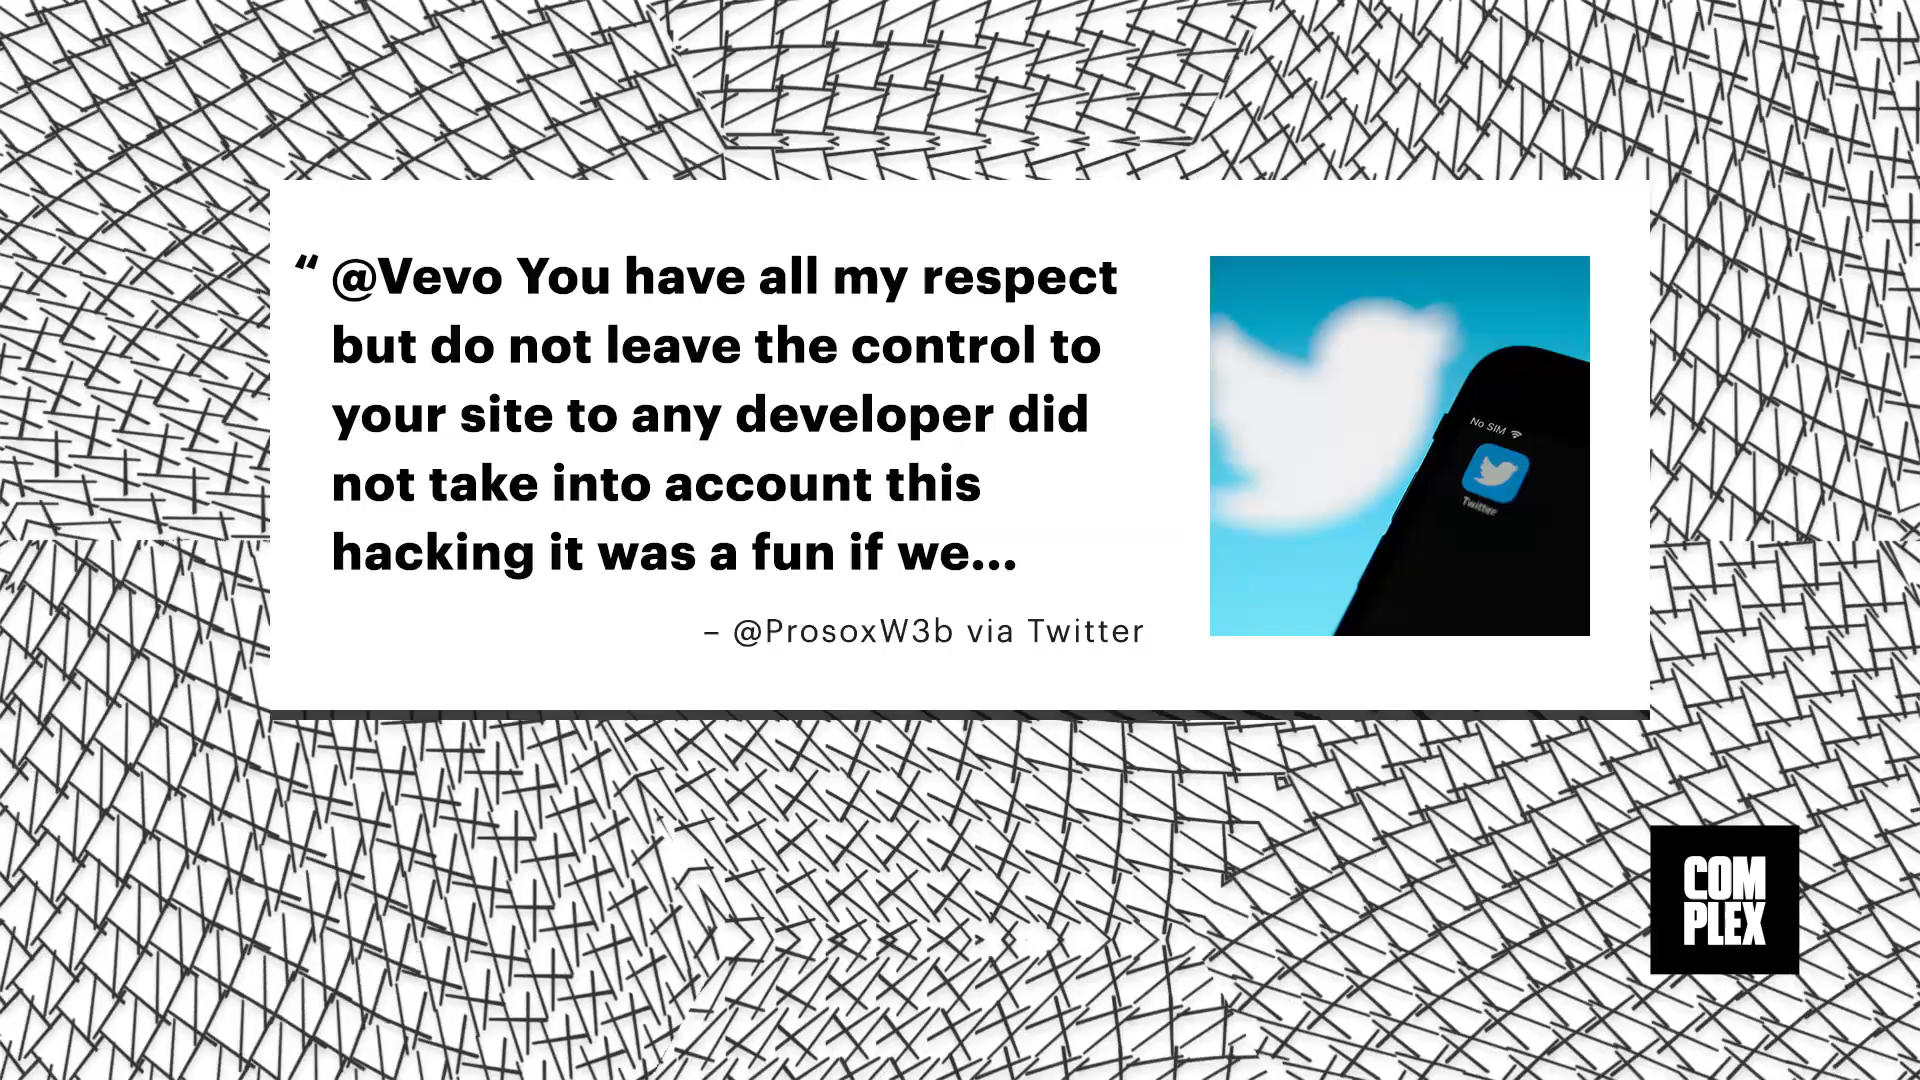 “ @Vevo You have all my respect
but do not leave the control to
your site to any developer did
not take into account this
hacking it was a fun if we...
– @ProsoxW3b via Twitter
No SIM
Twitter
COM
PLEX